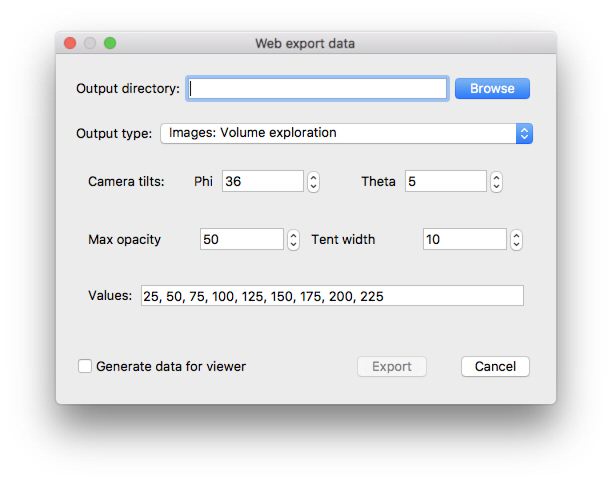 Web export data
Output directory: Browse
Output type: Images: Volume exploration
Camera tilts: Phi 36 Theta 5
Max opacity 50 Tent width 10
Values: 25, 50, 75, 100, 125, 150, 175, 200, 225
Generate data for viewer Export Cancel